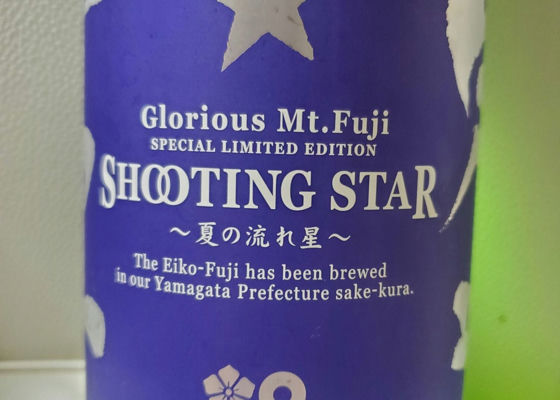 Glorious Mt.Fuji
SPECIAL LIMITED EDITION
SHOOTING STAR
～夏の流れ星～
The Eiko-Fuji has been brewed
in our Yamagata Prefecture sake-kura.